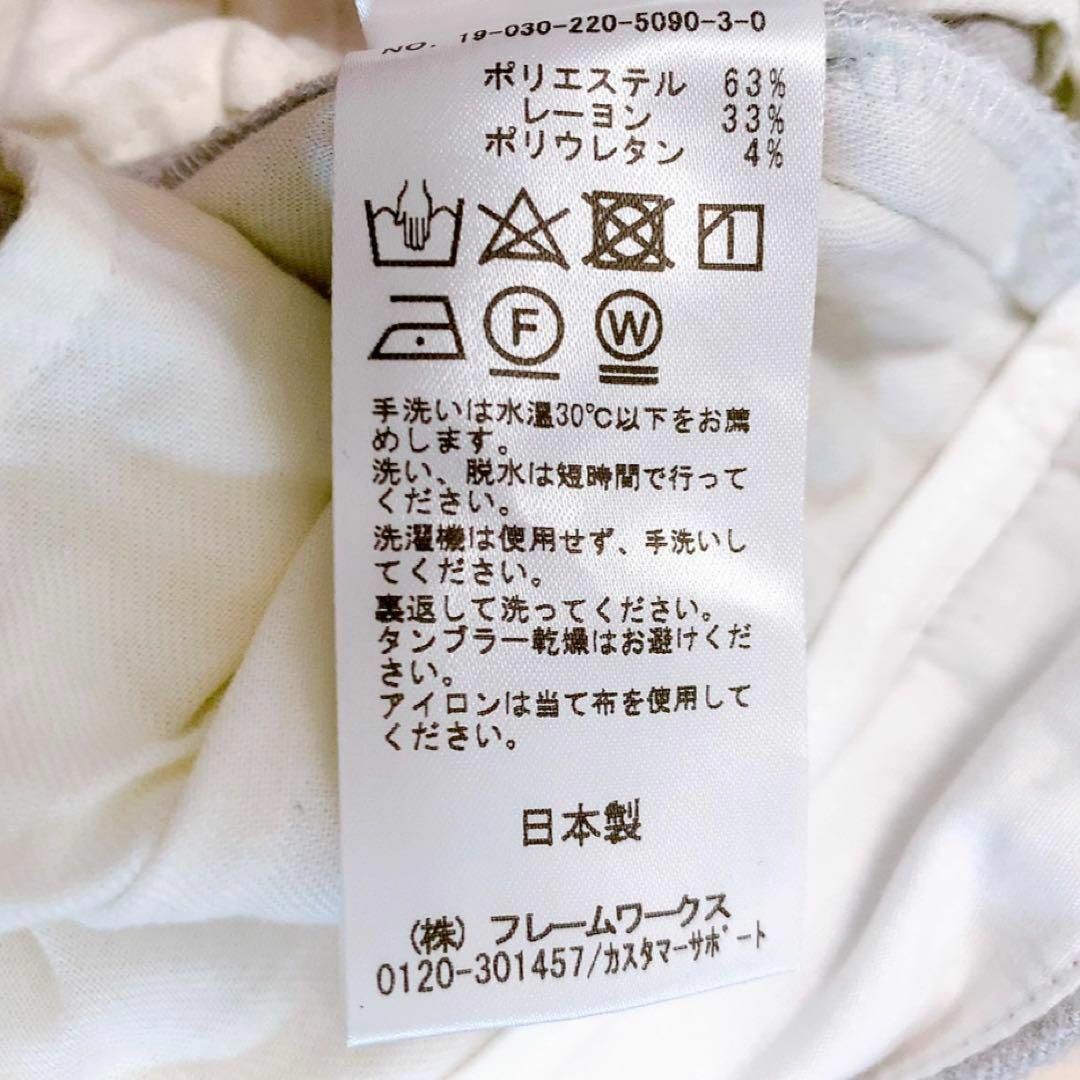 NO. 19-030-220-5090-3-0
ポリエステル 63%
レーヨン 33%
ポリウレタン 4%
F W
手洗いは水温30℃以下をお薦
めします。
洗い、脱水は短時間で行って
ください。
洗濯機は使用せず、手洗いし
てください。
裏返して洗ってください。
タンブラー乾燥はお避けくだ
さい。
アイロンは当て布を使用して
ください。
日本製
(株) フレームワークス
0120-301457/カスタマーサポート